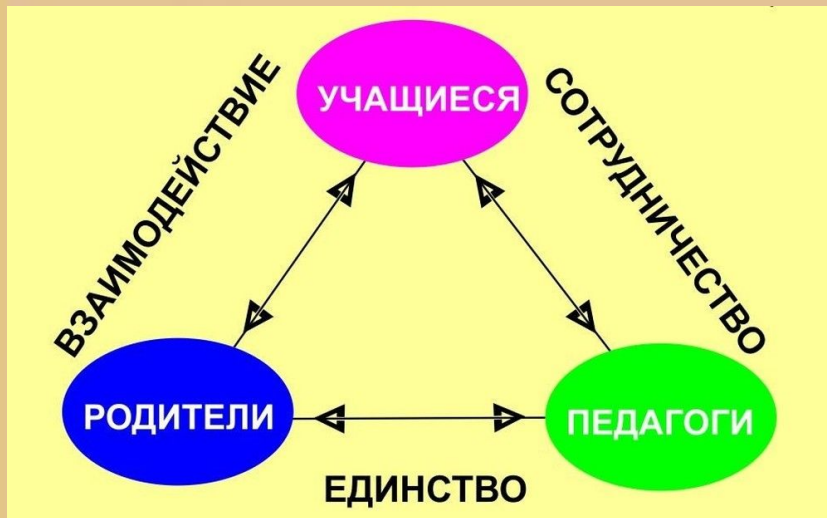 УЧАЩИЕСЯ
ВЗАИМОДЕЙСТВИЕ
СОТРУДНИЧЕСТВО
РОДИТЕЛИ
ПЕДАГОГИ
ЕДИНСТВО